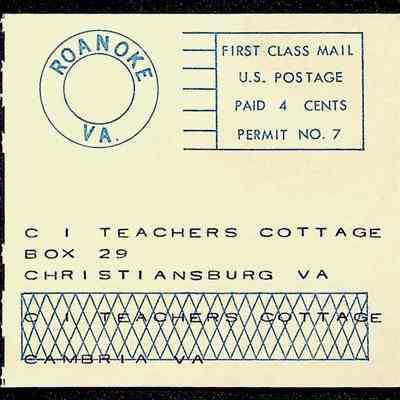 ROANOKE
VA.
FIRST CLASS MAIL
U.S. POSTAGE
PAID 4 CENTS
PERMIT NO. 7
C I TEACHERS COTTAGE
BOX 29
CHRISTIANSBURG VA
C I TEACHERS COTTAGE
CAMBRIA VA